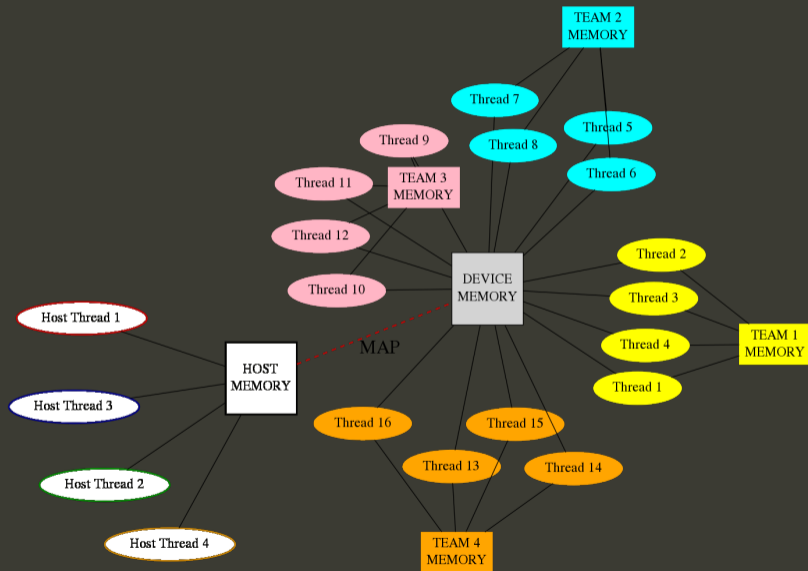 TEAM 2
MEMORY
Thread 7
Thread 5
Thread 9
Thread 8
Thread 6
Thread 11
TEAM 3
MEMORY
Thread 12
Thread 2
Thread 10
DEVICE
MEMORY
Thread 3
Host Thread 1
MAP
Thread 4
TEAM 1
MEMORY
HOST
MEMORY
Thread 1
Host Thread 3
Thread 16
Thread 15
Thread 13
Thread 14
Host Thread 2
Host Thread 4
TEAM 4
MEMORY